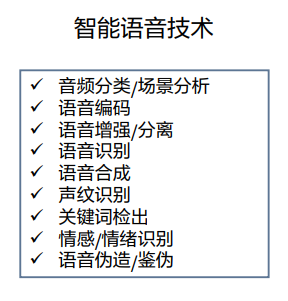 智能语音技术
✓ 音频分类/场景分析
✓ 语音编码
✓ 语音增强/分离
✓ 语音识别
✓ 语音合成
✓ 声纹识别
✓ 关键词检出
✓ 情感/情绪识别
✓ 语音伪造/鉴伪